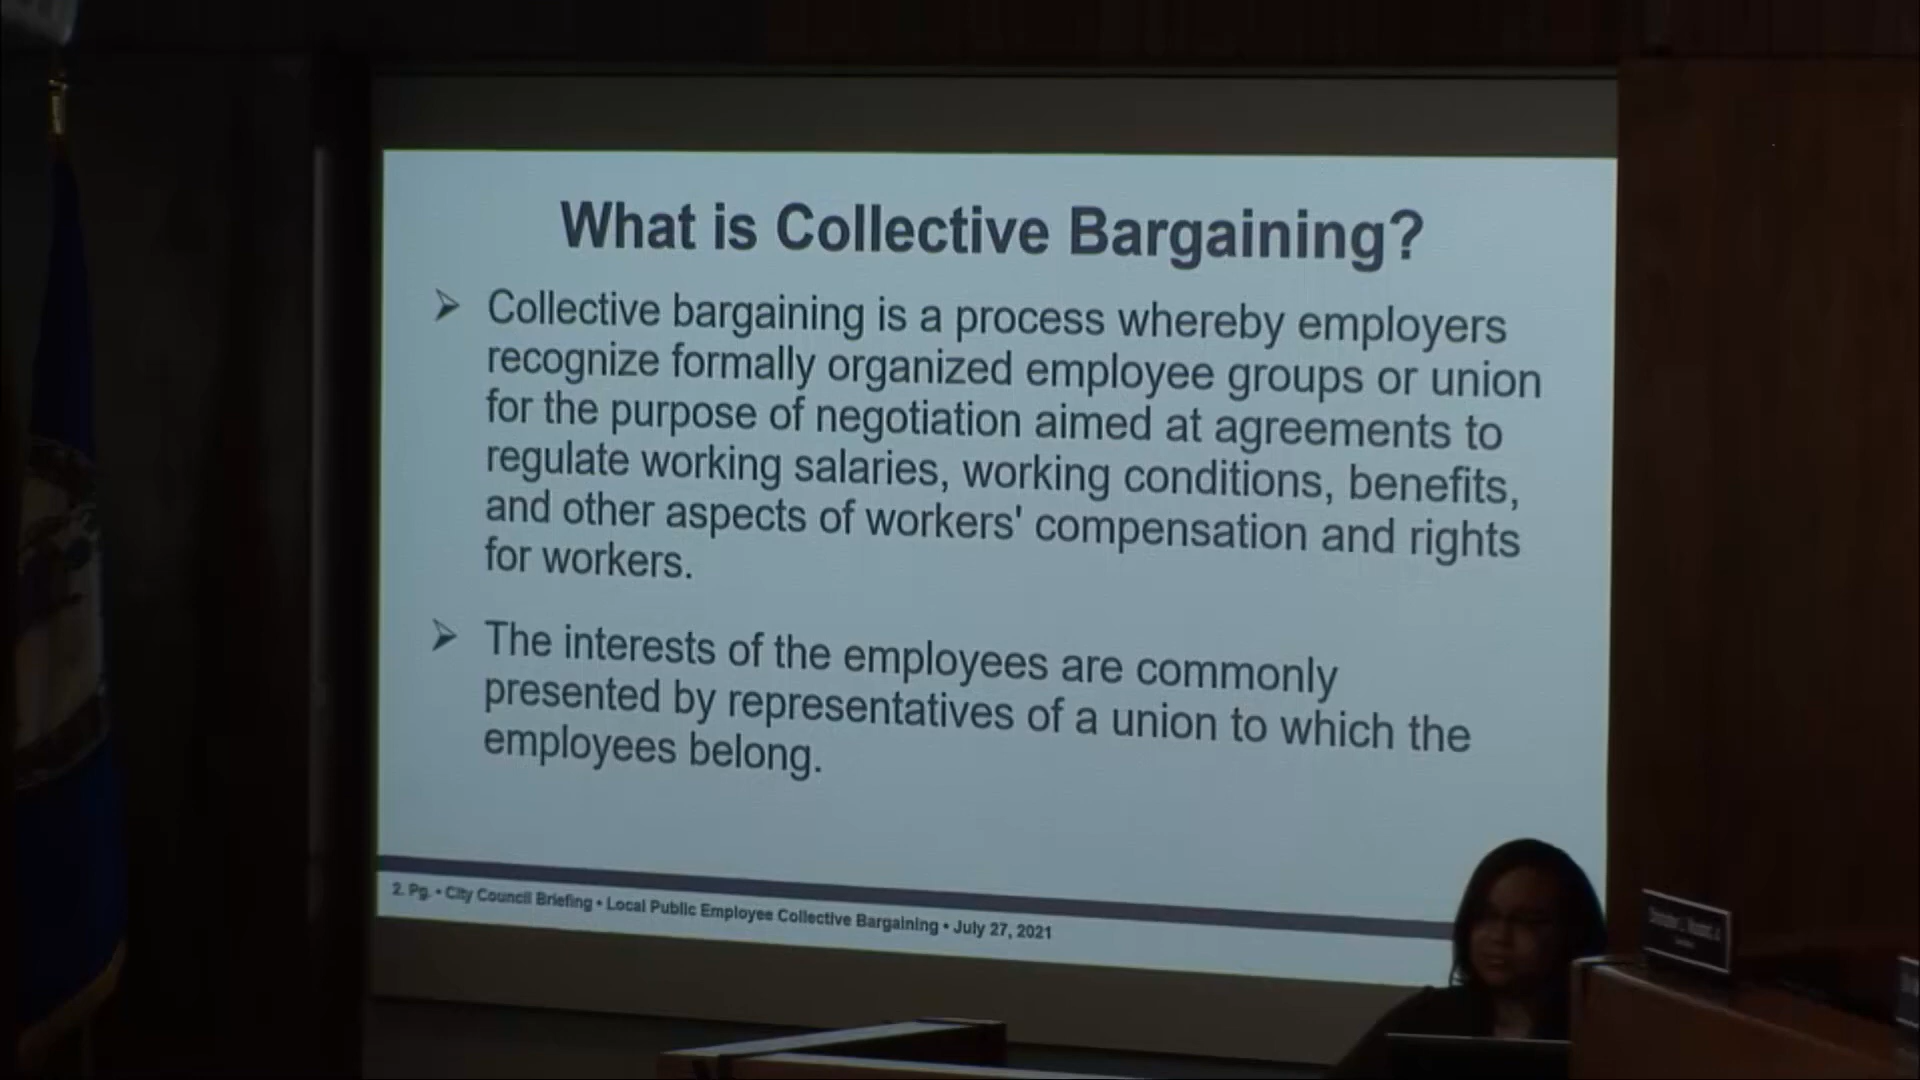 What is Collective Bargaining?
➢ Collective bargaining is a process whereby employers
recognize formally organized employee groups or union
for the purpose of negotiation aimed at agreements to
regulate working salaries, working conditions, benefits,
and other aspects of workers' compensation and rights
for workers.
➢ The interests of the employees are commonly
presented by representatives of a union to which the
employees belong.
2. Pg. • City Council Briefing • Local Public Employee Collective Bargaining • July 27, 2021